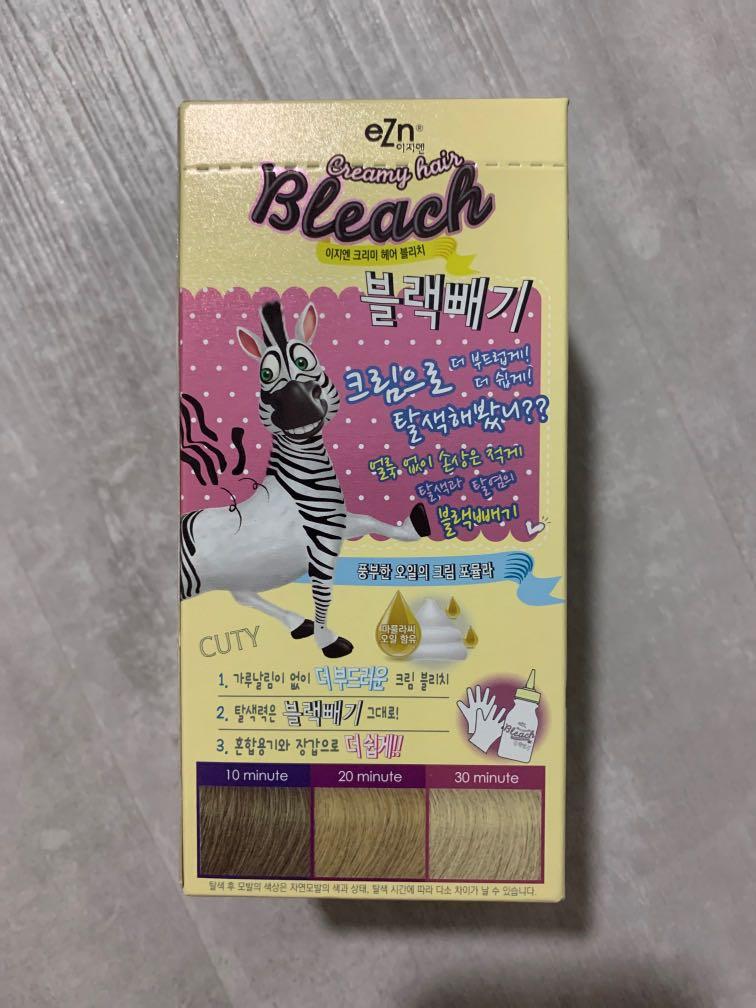 eZn®
이지엔
Creamy hair
Bleach
이지엔 크리미 헤어 블리치
블랙빼기
더 부드럽게!
크림으로 더 쉽게!
탈색해봤니??
얼룩 없이 손상은 적게
탈색과 탈염의
블랙빼기
풍부한 오일의 크림 포뮬라
마룰라씨
오일 함유
CUTY
1. 가루날림이 없이 더 부드러운 크림 블리치
2. 탈색력은 블랙빼기 그대로!
3. 혼합용기와 장갑으로 더 쉽게!!
Bleach
10 minute 20 minute 30 minute
탈색 후 모발의 색상은 자연모발의 색과 상태, 탈색 시간에 따라 다소 차이가 날 수 있습니다.